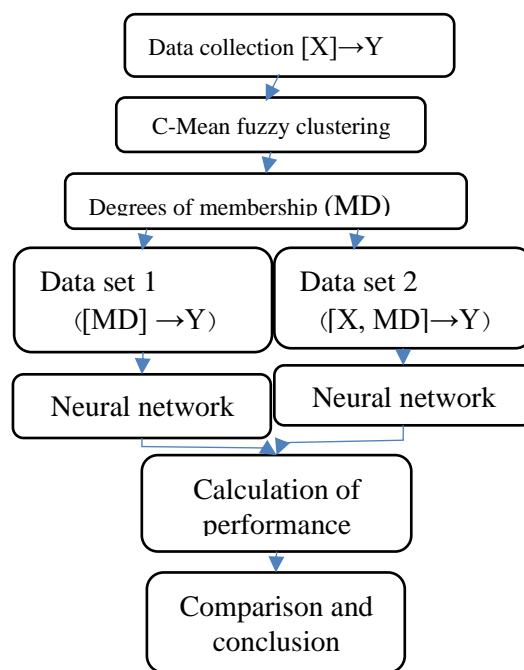 Data collection [X]→Y
C-Mean fuzzy clustering
Degrees of membership (MD)
Data set 1
([MD] →Y)
Data set 2
([X, MD]→Y)
Neural network
Neural network
Calculation of
performance
Comparison and
conclusion